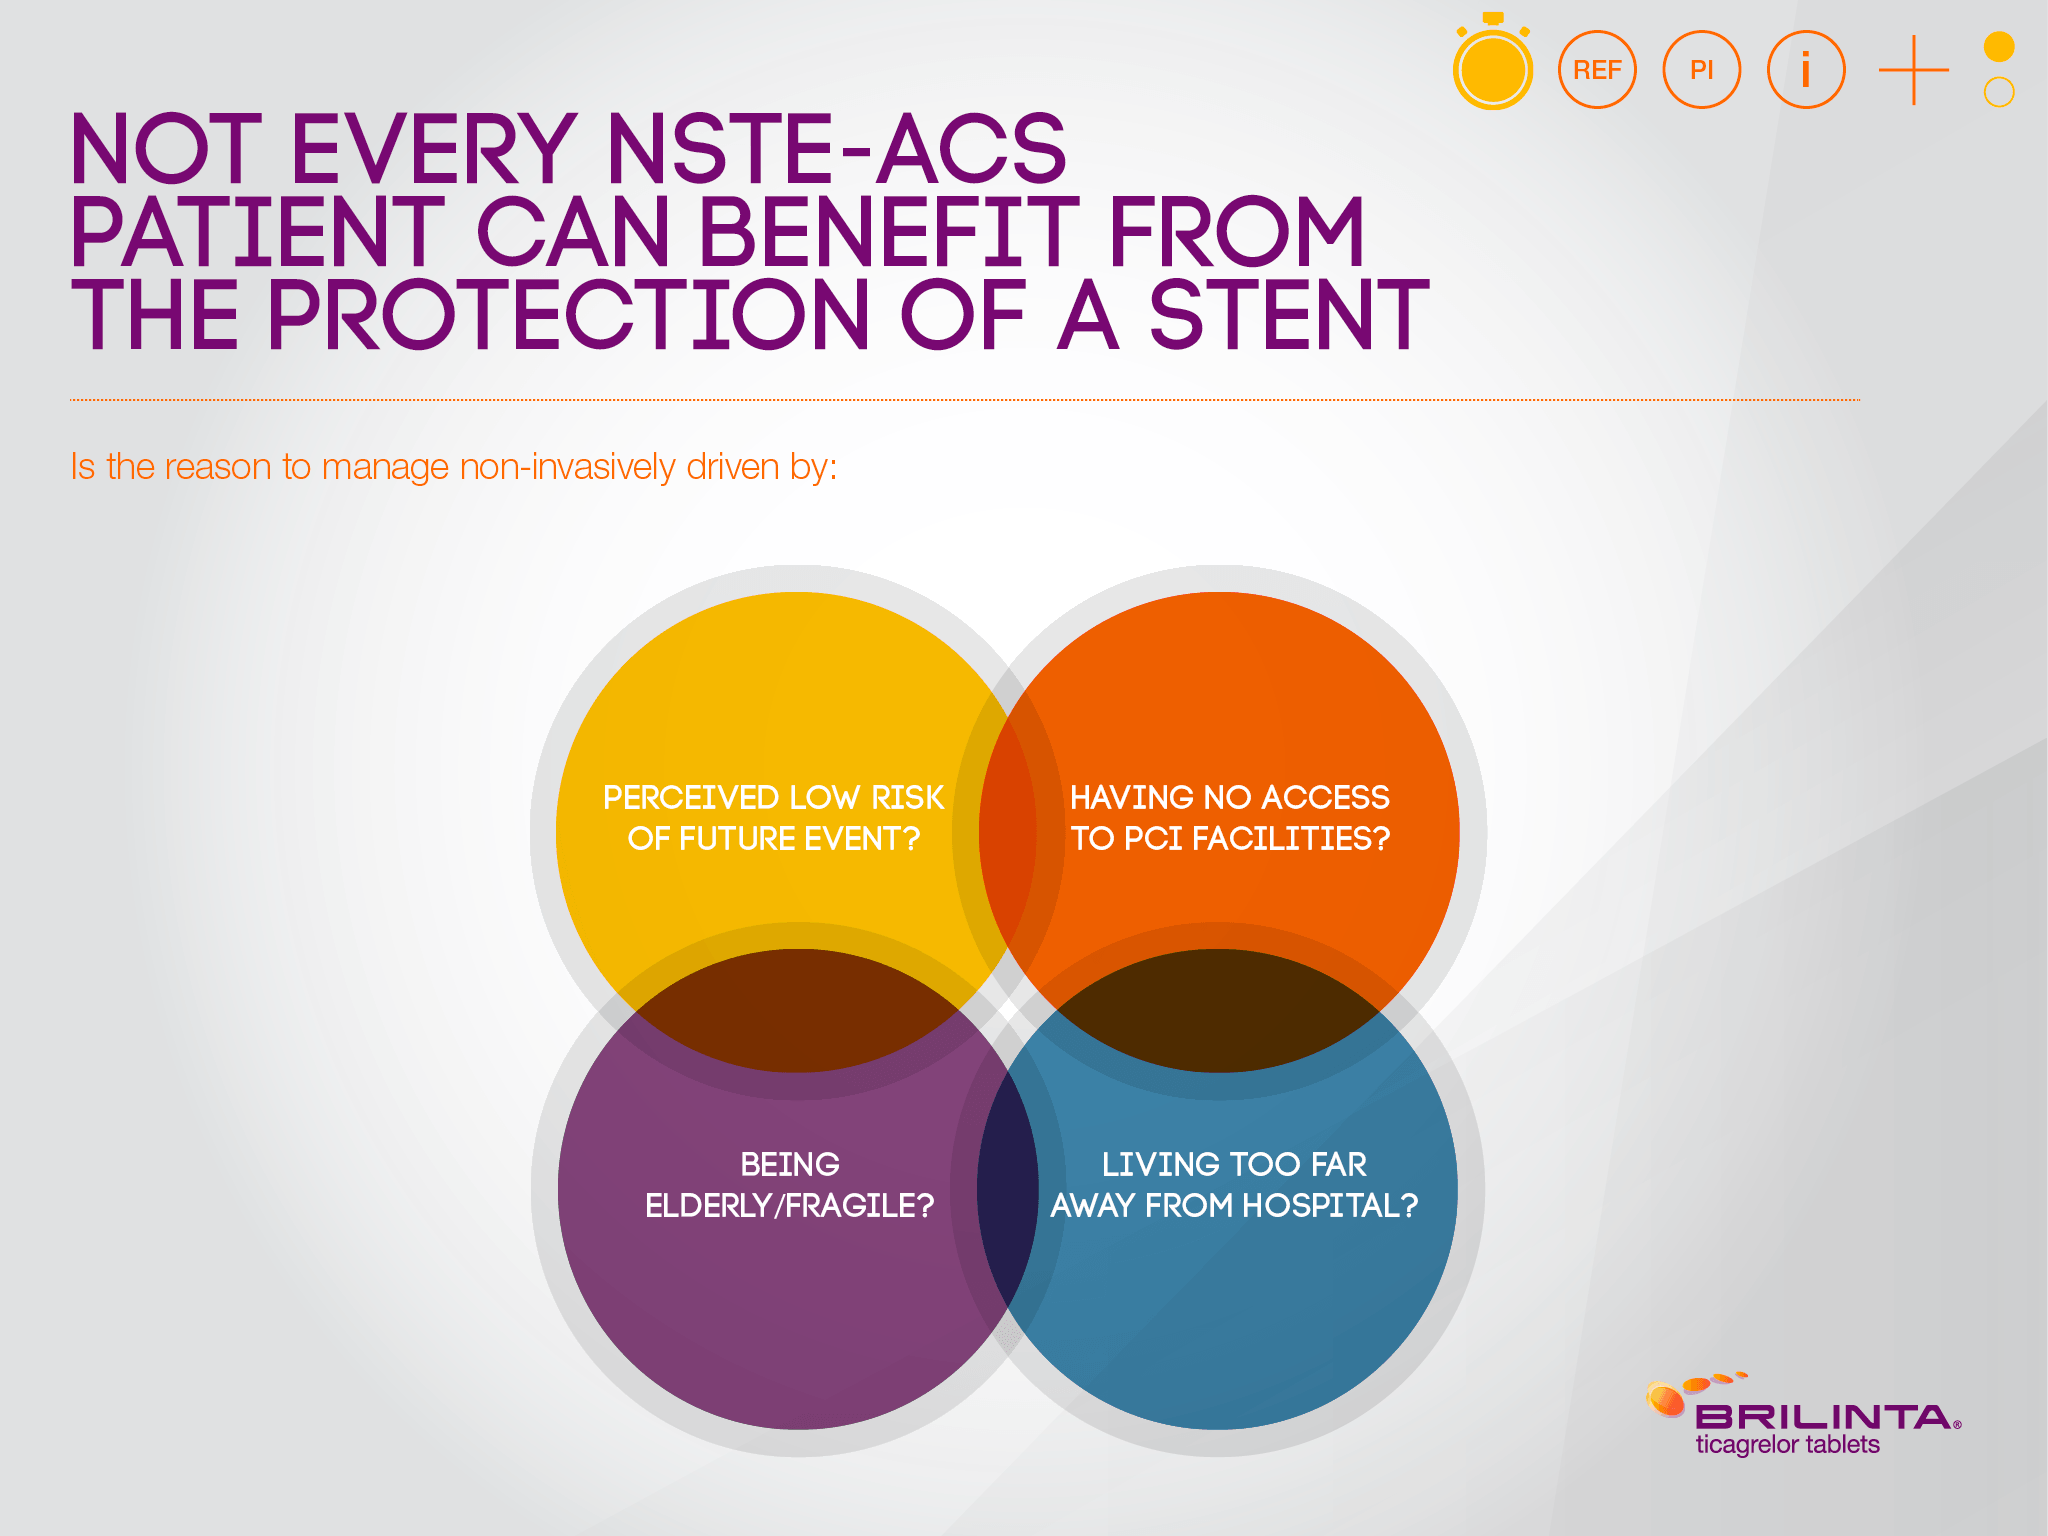 REF
PI
i
NOT EVERY NSTE-ACS
PATIENT CAN BENEFIT FROM
THE PROTECTION OF A STENT
Is the reason to manage non-invasively driven by:
PERCEIVED LOW RISK
OF FUTURE EVENT?
HAVING NO ACCESS
TO PCI FACILITIES?
BEING
ELDERLY/FRAGILE?
LIVING TOO FAR
AWAY FROM HOSPITAL?
BRILINTA®
ticagrelor tablets